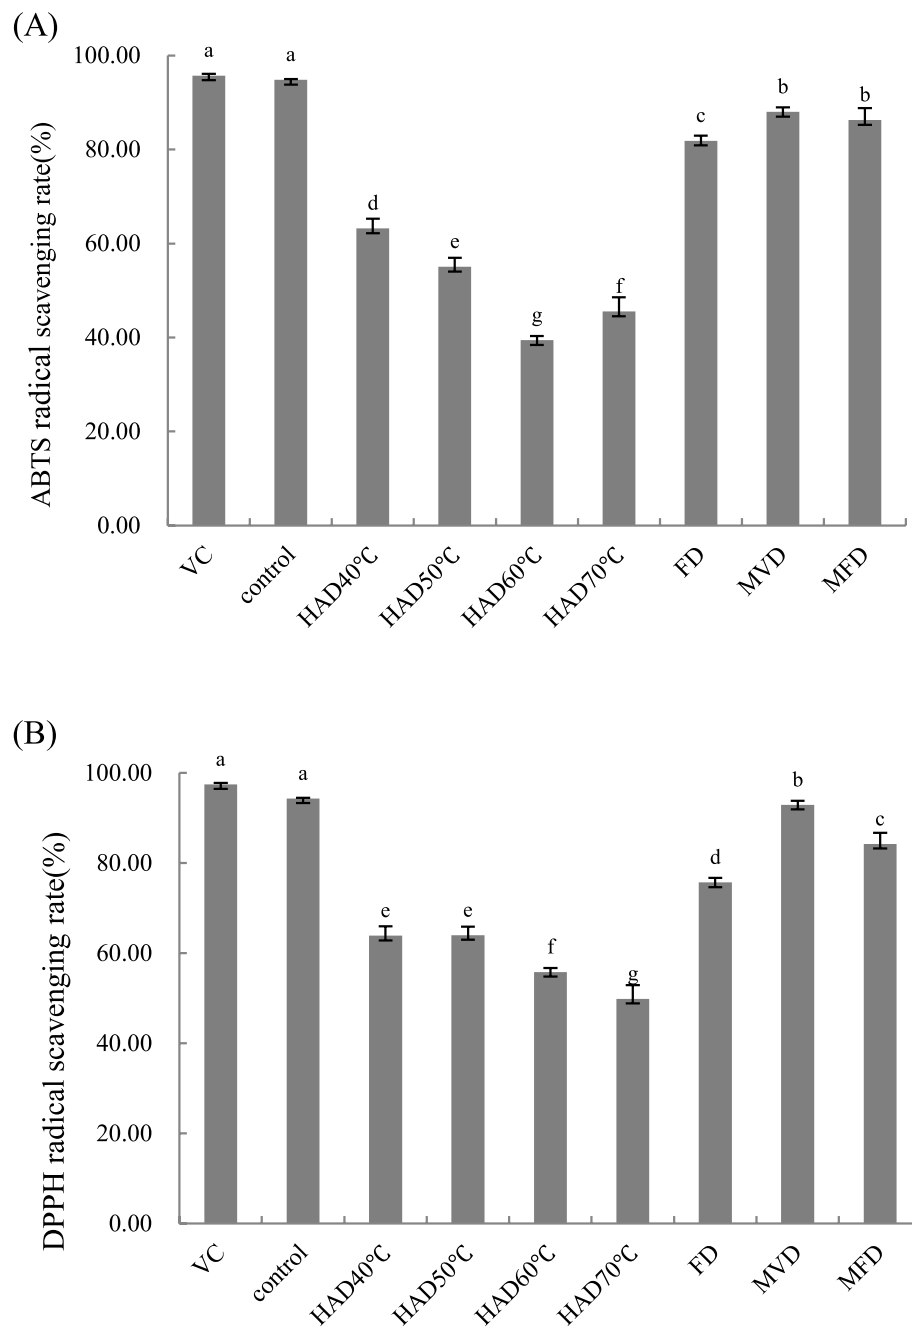 (A)
ABTS radical scavenging rate(%)
100.00
80.00
60.00
40.00
20.00
0.00
a a d e g f c b b
VC control HAD40℃ HAD50℃ HAD60℃ HAD70℃ FD MVD MFD
(B)
DPPH radical scavenging rate(%)
100.00
80.00
60.00
40.00
20.00
0.00
a a e e f g d b c
VC control HAD40℃ HAD50℃ HAD60℃ HAD70℃ FD MVD MFD